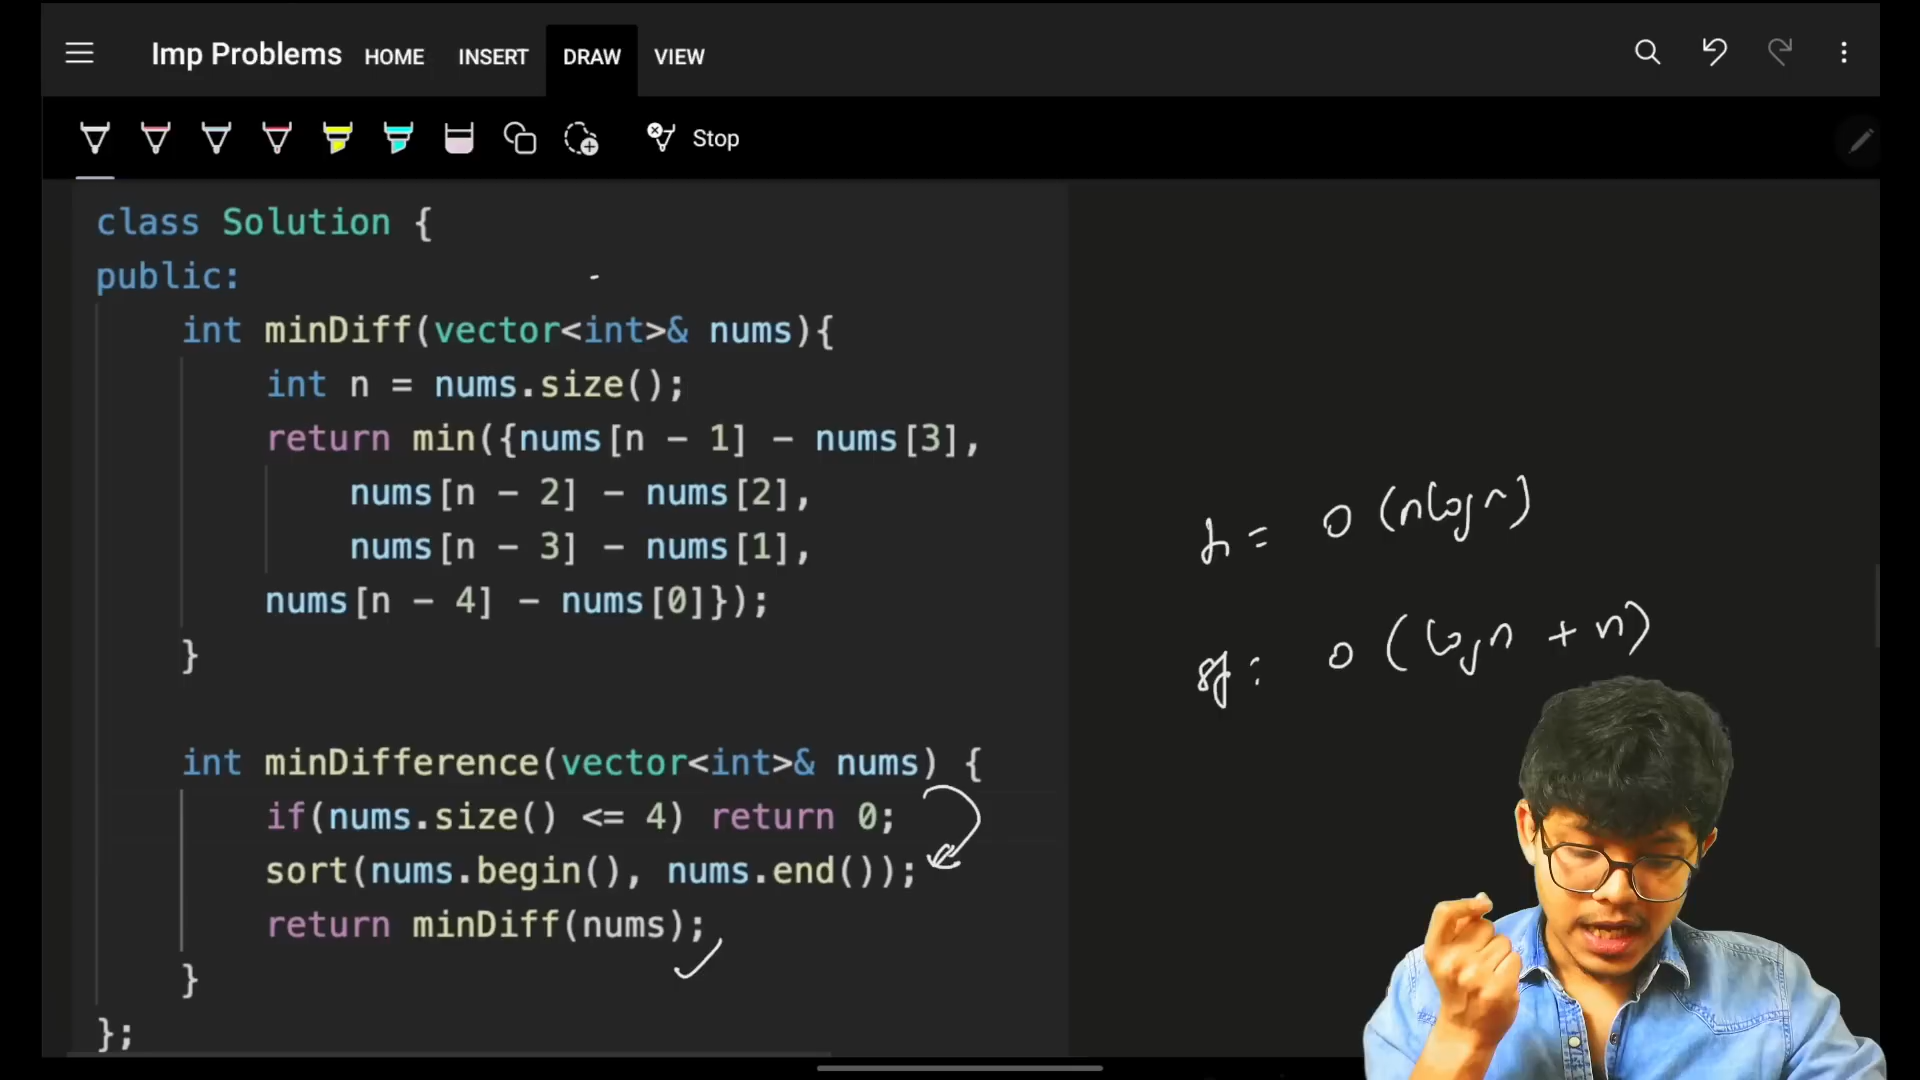 Imp Problems HOME INSERT DRAW VIEW
Stop
class Solution {
public:
int minDiff(vector<int>& nums){
int n = nums.size();
return min({nums[n - 1] - nums[3],
nums[n - 2] - nums[2],
nums[n - 3] - nums[1],
nums[n - 4] - nums[0]});
}
int minDifference(vector<int>& nums) {
if(nums.size() <= 4) return 0;
sort(nums.begin(), nums.end());
return minDiff(nums);
}
};
= O (nlogn)
: O (logn + n)